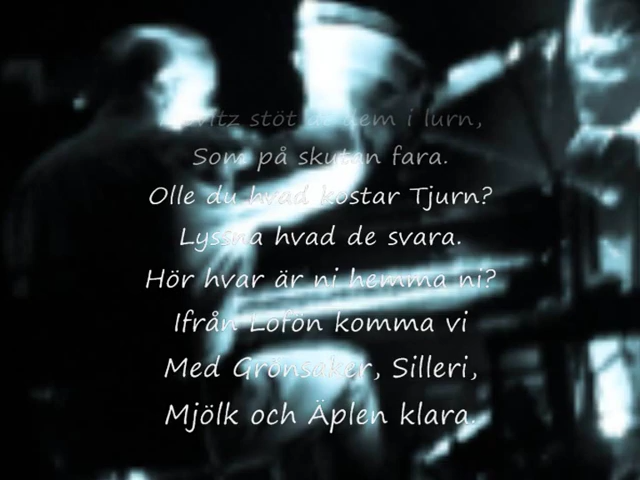 stöt dem i lurn,
Som på skutan fara.
Olle du hvad kostar Tjurn?
Lyssna hvad de svara.
Hör hvar är ni hemma ni?
Ifrån Lofön komma vi
Med Grönsaker, Silleri,
Mjölk och Äplen klara.